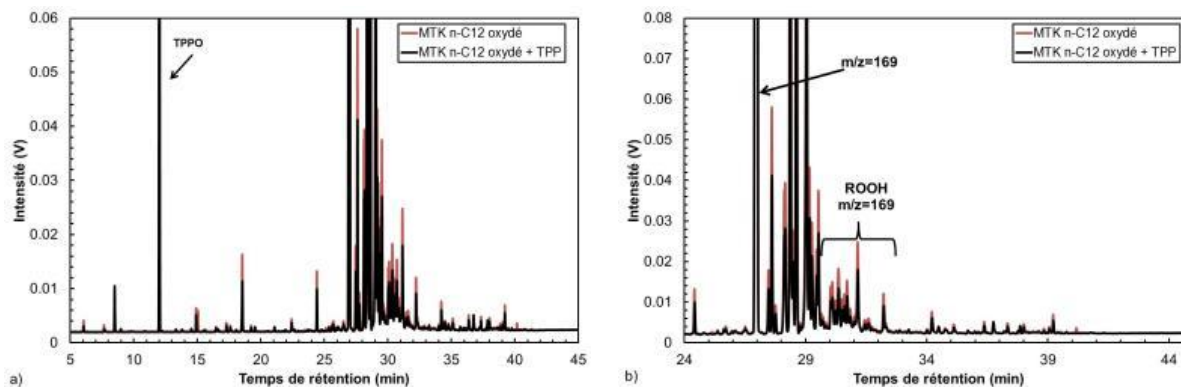 0.06
0.05
0.04
0.03
0.02
0.01
0
Intensité (V)
TPPO
MTK n-C12 oxydé
MTK n-C12 oxydé + TPP
5 10 15 20 25 30 35 40 45
Temps de rétention (min)
a)
0.08
0.07
0.06
0.05
0.04
0.03
0.02
0.01
0
Intensité (V)
m/z=169
MTK n-C12 oxydé
MTK n-C12 oxydé + TPP
ROOH
m/z=169
24 29 34 39 44
Temps de rétention (min)
b)